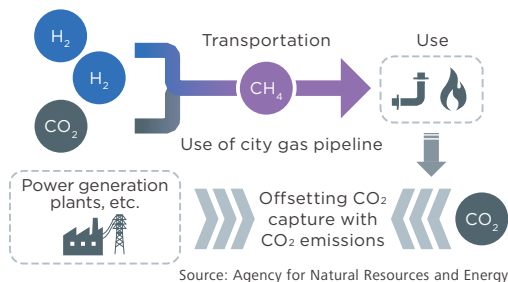 H₂
Transportation
Use
H₂
CH₄
CO₂
Use of city gas pipeline
Power generation
plants, etc.
Offsetting CO₂
capture with
CO₂ emissions
CO₂
Source: Agency for Natural Resources and Energy